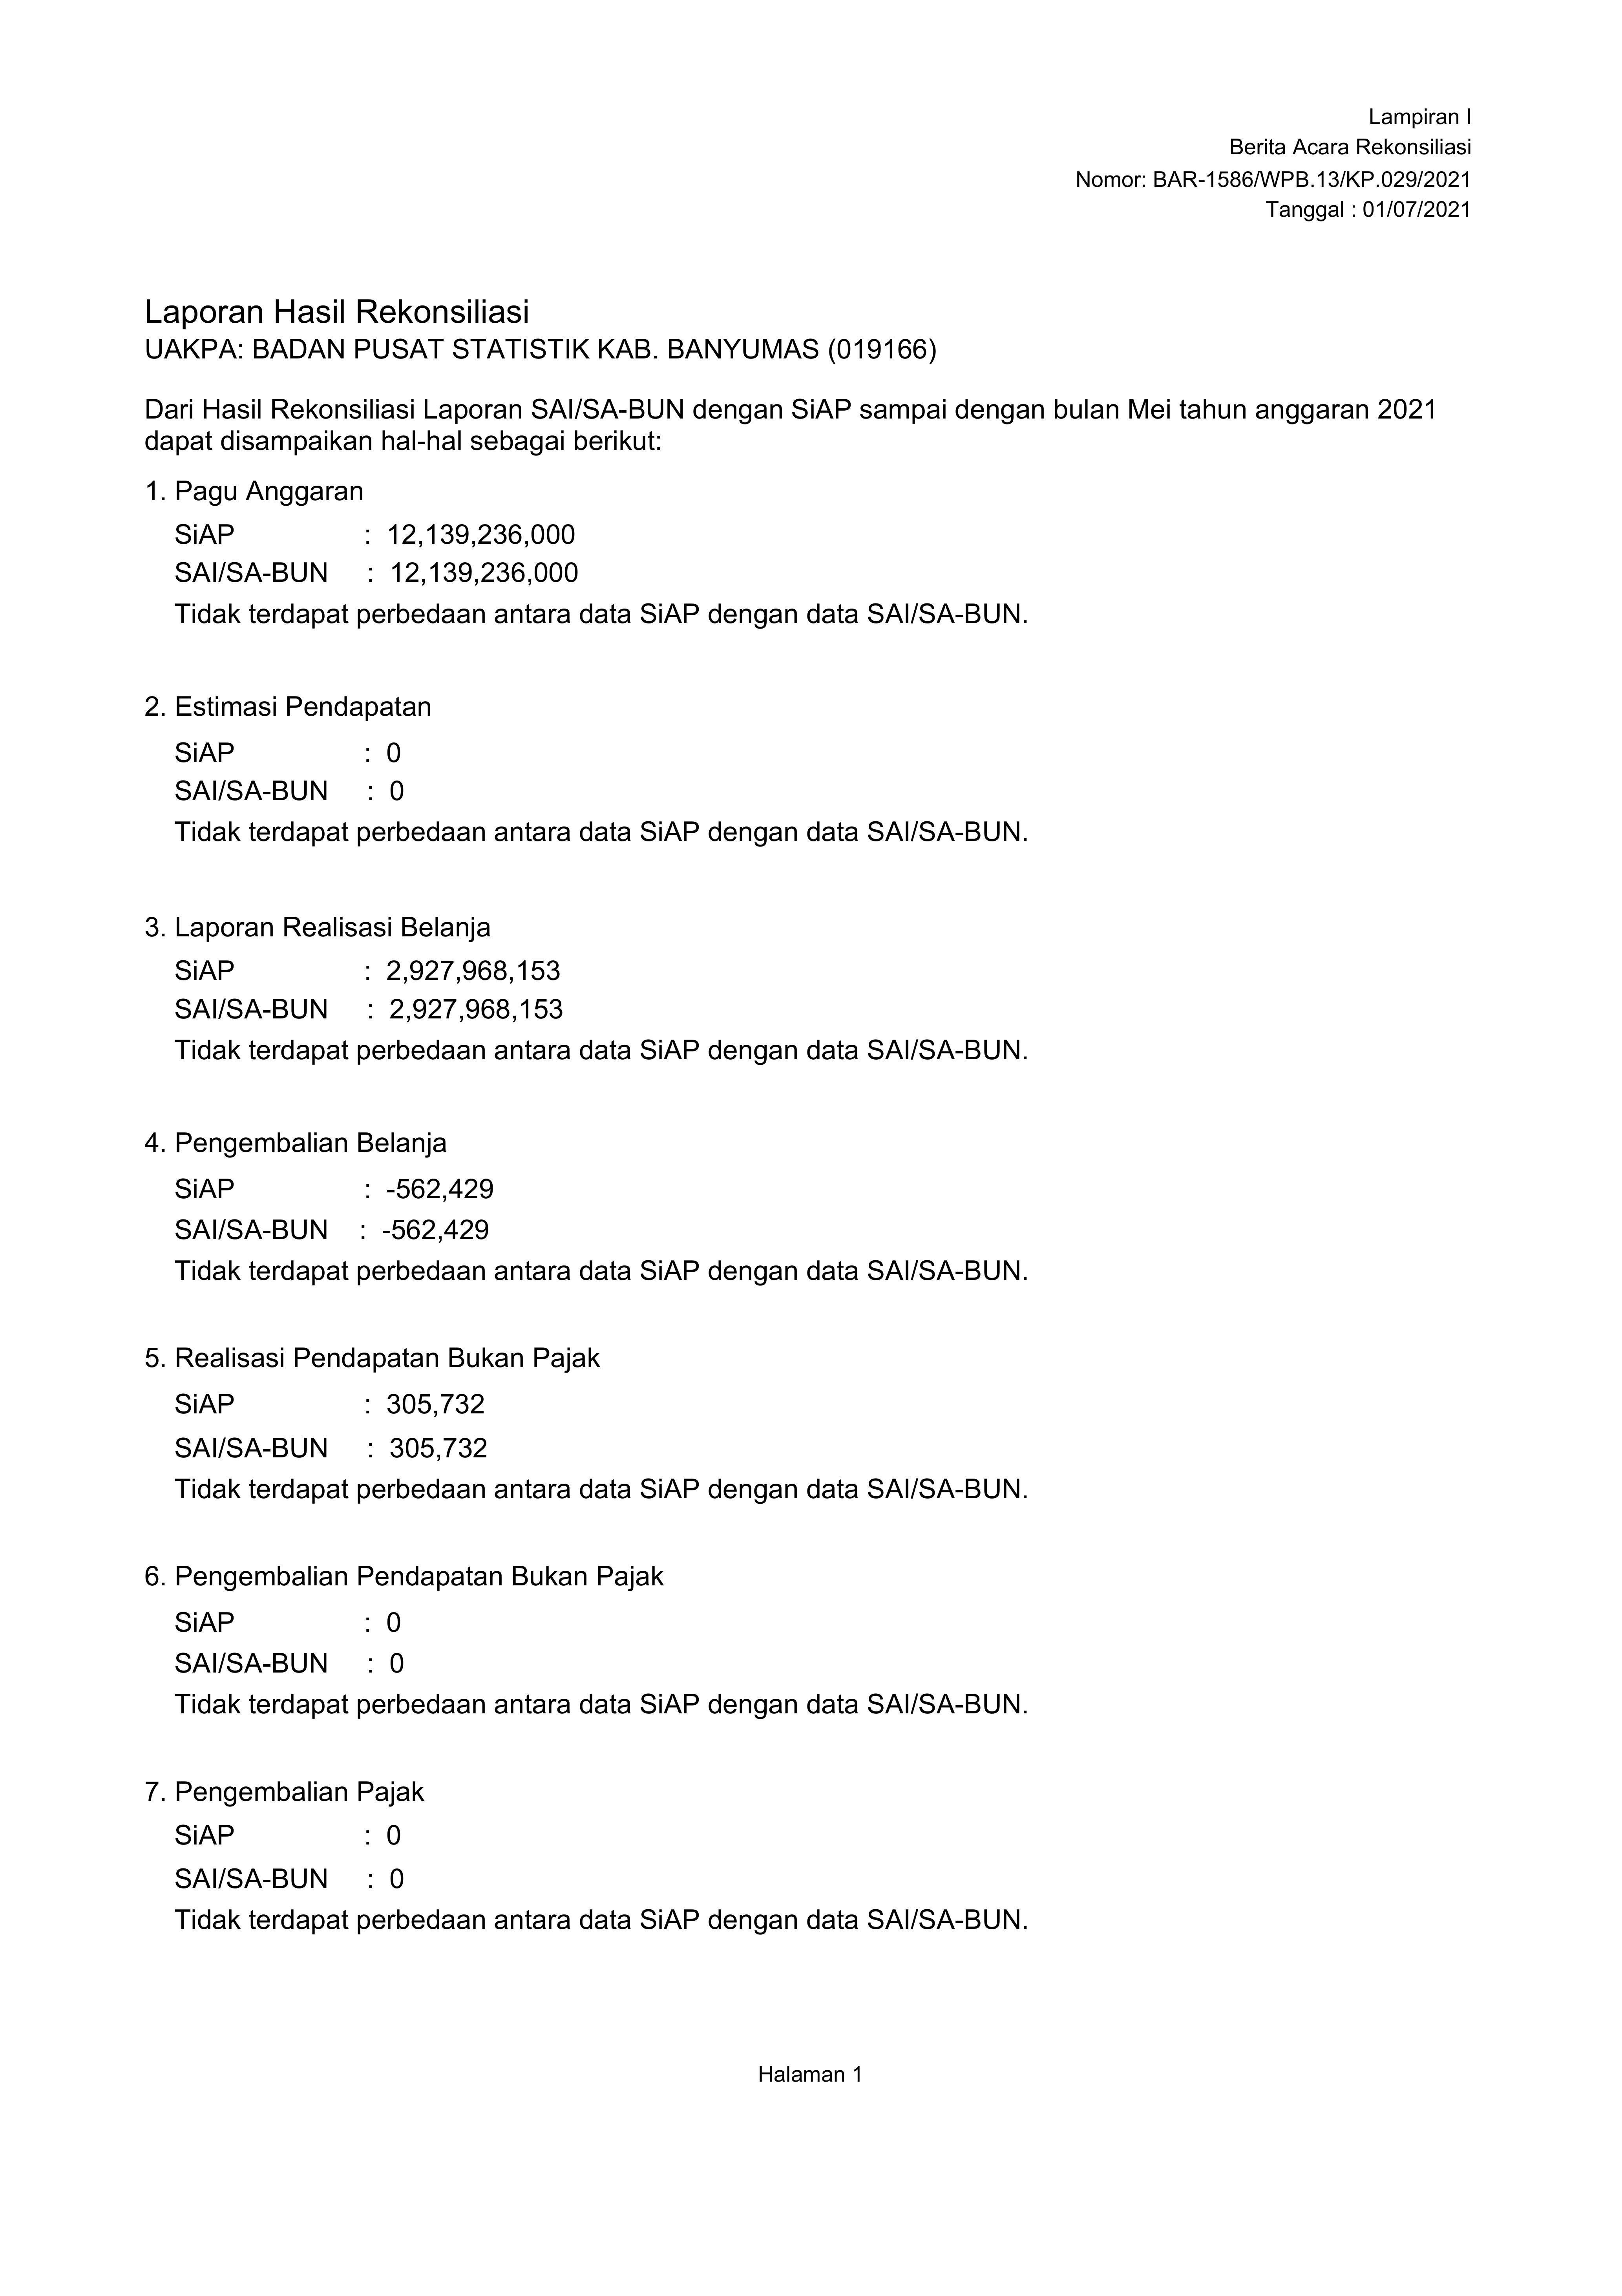 Lampiran I
Berita Acara Rekonsiliasi
Nomor: BAR-1586/WPB.13/KP.029/2021
Tanggal : 01/07/2021
Laporan Hasil Rekonsiliasi
UAKPA: BADAN PUSAT STATISTIK KAB. BANYUMAS (019166)
Dari Hasil Rekonsiliasi Laporan SAI/SA-BUN dengan SiAP sampai dengan bulan Mei tahun anggaran 2021
dapat disampaikan hal-hal sebagai berikut:
1. Pagu Anggaran
SiAP : 12,139,236,000
SAI/SA-BUN : 12,139,236,000
Tidak terdapat perbedaan antara data SiAP dengan data SAI/SA-BUN.
2. Estimasi Pendapatan
SiAP : 0
SAI/SA-BUN : 0
Tidak terdapat perbedaan antara data SiAP dengan data SAI/SA-BUN.
3. Laporan Realisasi Belanja
SiAP : 2,927,968,153
SAI/SA-BUN : 2,927,968,153
Tidak terdapat perbedaan antara data SiAP dengan data SAI/SA-BUN.
4. Pengembalian Belanja
SiAP : -562,429
SAI/SA-BUN : -562,429
Tidak terdapat perbedaan antara data SiAP dengan data SAI/SA-BUN.
5. Realisasi Pendapatan Bukan Pajak
SiAP : 305,732
SAI/SA-BUN : 305,732
Tidak terdapat perbedaan antara data SiAP dengan data SAI/SA-BUN.
6. Pengembalian Pendapatan Bukan Pajak
SiAP : 0
SAI/SA-BUN : 0
Tidak terdapat perbedaan antara data SiAP dengan data SAI/SA-BUN.
7. Pengembalian Pajak
SiAP : 0
SAI/SA-BUN : 0
Tidak terdapat perbedaan antara data SiAP dengan data SAI/SA-BUN.
Halaman 1